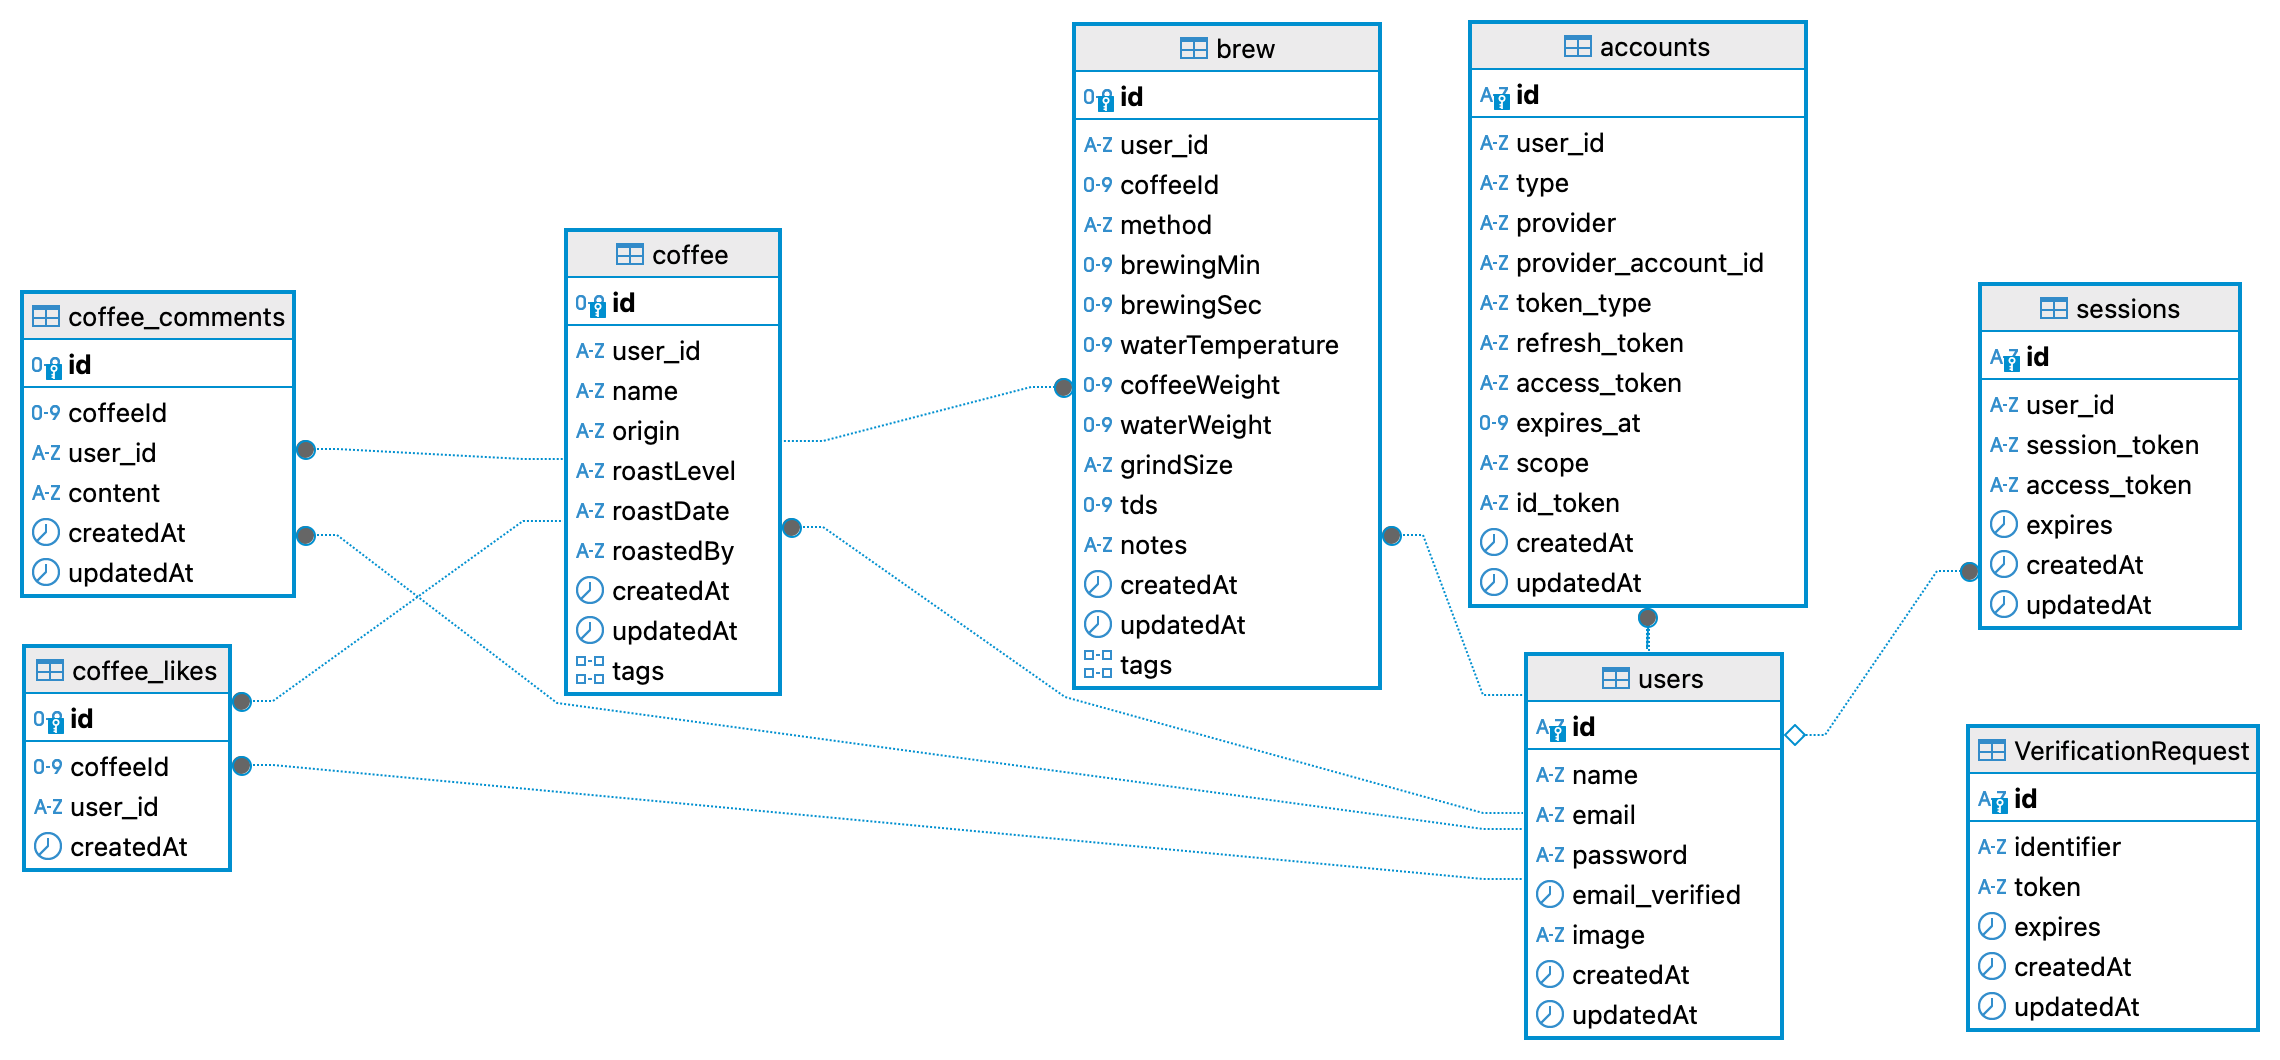 coffee_comments
0-9 id
0-9 coffeeId
A-Z user_id
A-Z content
createdAt
updatedAt
coffee_likes
0-9 id
0-9 coffeeId
A-Z user_id
createdAt
coffee
0-9 id
A-Z user_id
A-Z name
A-Z origin
A-Z roastLevel
A-Z roastDate
A-Z roastedBy
createdAt
updatedAt
tags
brew
0-9 id
A-Z user_id
0-9 coffeeId
A-Z method
0-9 brewingMin
0-9 brewingSec
0-9 waterTemperature
0-9 coffeeWeight
0-9 waterWeight
A-Z grindSize
0-9 tds
A-Z notes
createdAt
updatedAt
tags
accounts
A-Z id
A-Z user_id
A-Z type
A-Z provider
A-Z provider_account_id
A-Z token_type
A-Z refresh_token
A-Z access_token
0-9 expires_at
A-Z scope
A-Z id_token
createdAt
updatedAt
users
A-Z id
A-Z name
A-Z email
A-Z password
email_verified
A-Z image
createdAt
updatedAt
sessions
A-Z id
A-Z user_id
A-Z session_token
A-Z access_token
expires
createdAt
updatedAt
VerificationRequest
A-Z id
A-Z identifier
A-Z token
expires
createdAt
updatedAt